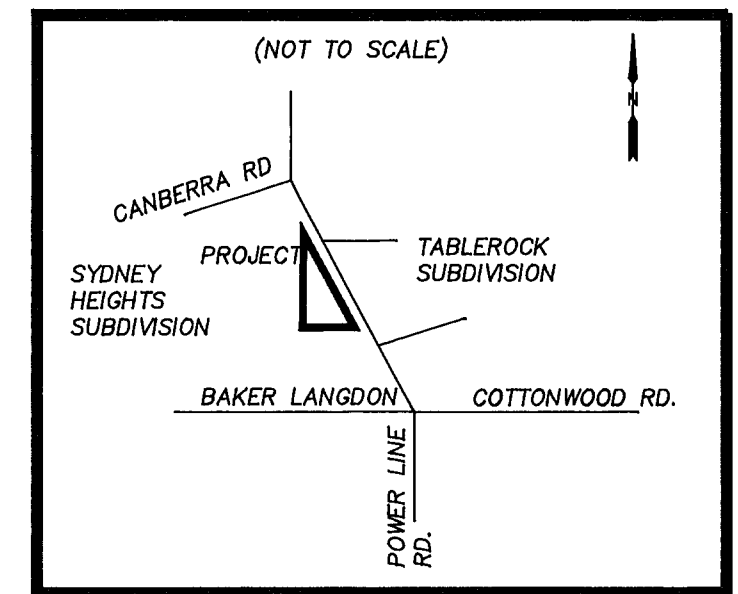 (NOT TO SCALE)
N
CANBERRA RD
PROJECT
TABLEROCK
SUBDIVISION
SYDNEY
HEIGHTS
SUBDIVISION
BAKER LANGDON
COTTONWOOD RD.
POWER LINE
RD.